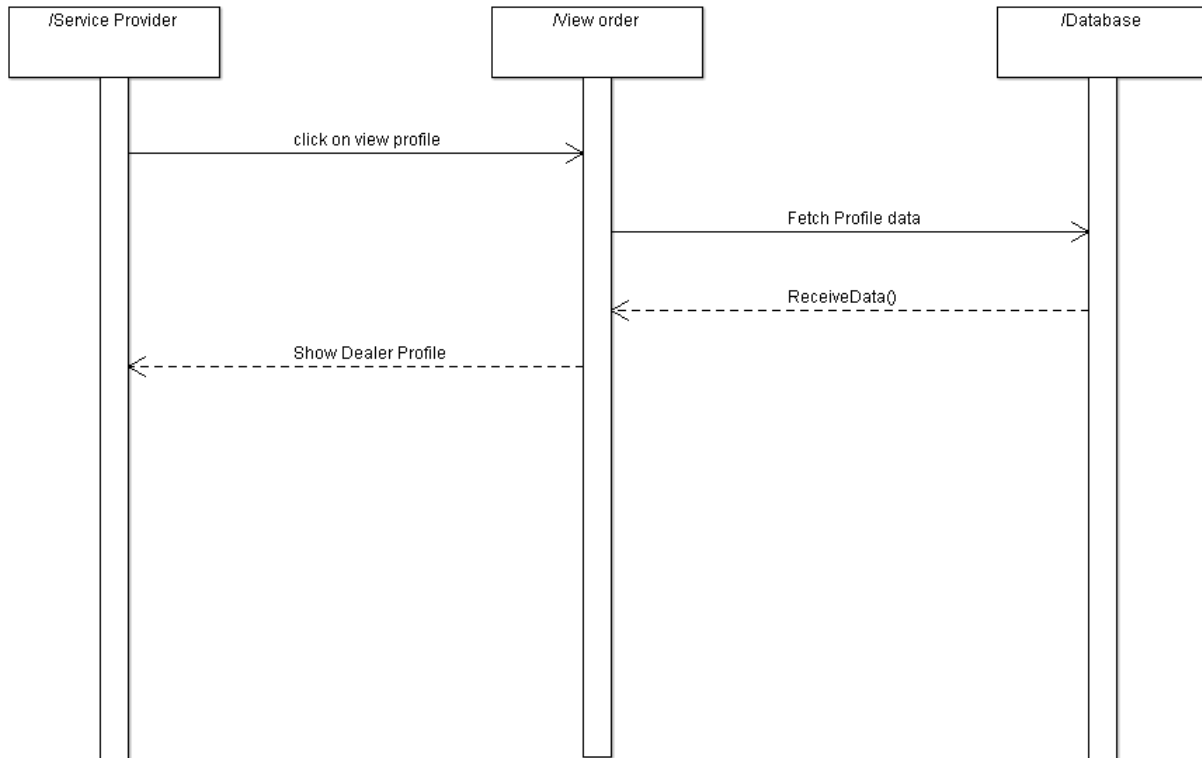 /Service Provider
/View order
/Database
click on view profile
Fetch Profile data
ReceiveData()
Show Dealer Profile